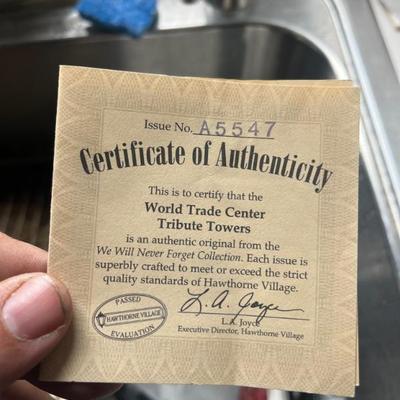 Issue No. A5547
Certificate of Authenticity
This is to certify that the
World Trade Center
Tribute Towers
is an authentic original from the
We Will Never Forget Collection. Each issue is
superbly crafted to meet or exceed the strict
quality standards of Hawthorne Village.
L. A. Joyce
L.A. Joyce
Executive Director, Hawthorne Village
PASSED
HAWTHORNE VILLAGE
EVALUATION